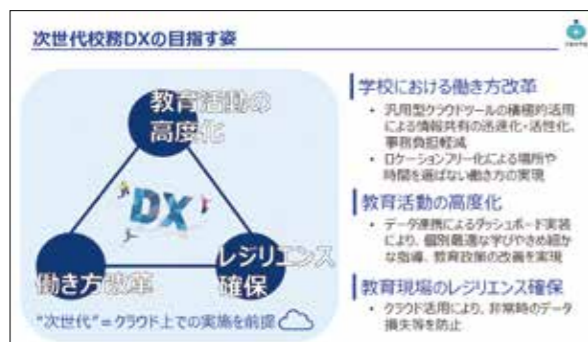 次世代校務DXの目指す姿
教育活動の
高度化
DX
働き方改革
レジリエンス
確保
"次世代"=クラウド上での実施を前提
学校における働き方改革
• 汎用型クラウドツールの積極的活用
による情報共有の迅速化・活性化、
事務負担軽減
• ロケーションフリー化による場所や
時間を選ばない働き方の実現
教育活動の高度化
• データ連携によるダッシュボード実装
により、個別最適な学びやきめ細か
な指導、教育政策の改善を実現
教育現場のレジリエンス確保
• クラウド活用により、非常時のデータ
損失等を防止